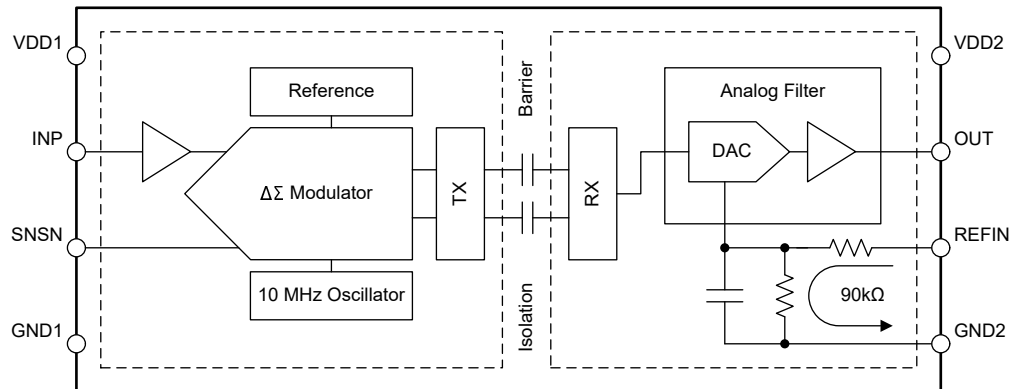 VDD1
INP
SNSN
GND1
Reference
ΔΣ Modulator
10 MHz Oscillator
TX
Barrier
Isolation
RX
Analog Filter
DAC
90kΩ
VDD2
OUT
REFIN
GND2